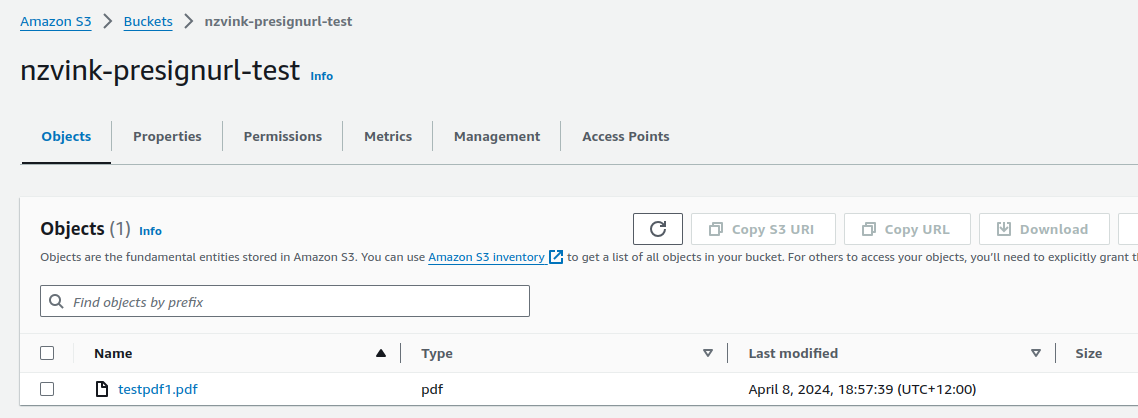 Amazon S3 > Buckets > nzvink-presignurl-test
nzvink-presignurl-test Info
Objects Properties Permissions Metrics Management Access Points
Objects (1) Info Copy S3 URI Copy URL Download
Objects are the fundamental entities stored in Amazon S3. You can use Amazon S3 inventory to get a list of all objects in your bucket. For others to access your objects, you'll need to explicitly grant
Find objects by prefix
Name Type Last modified Size
testpdf1.pdf pdf April 8, 2024, 18:57:39 (UTC+12:00)